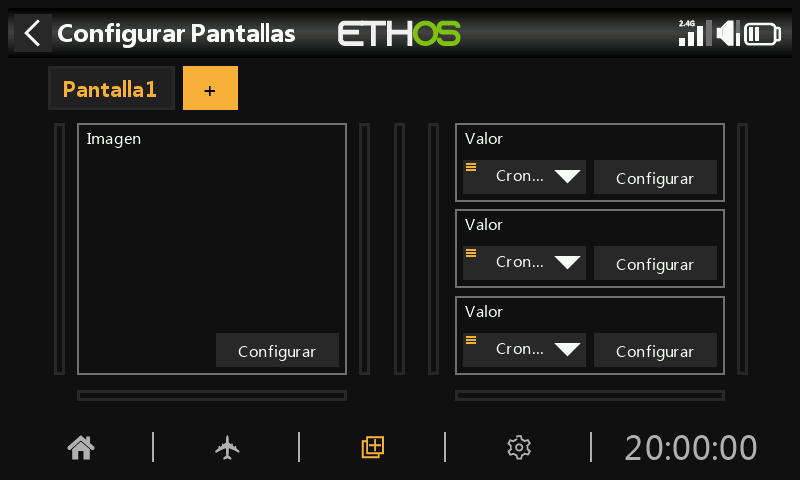 Configurar Pantallas
ETHOS
2.4G
Pantalla1
+
Imagen
Configurar
Valor
Cron...
Configurar
Valor
Cron...
Configurar
Valor
Cron...
Configurar
20:00:00